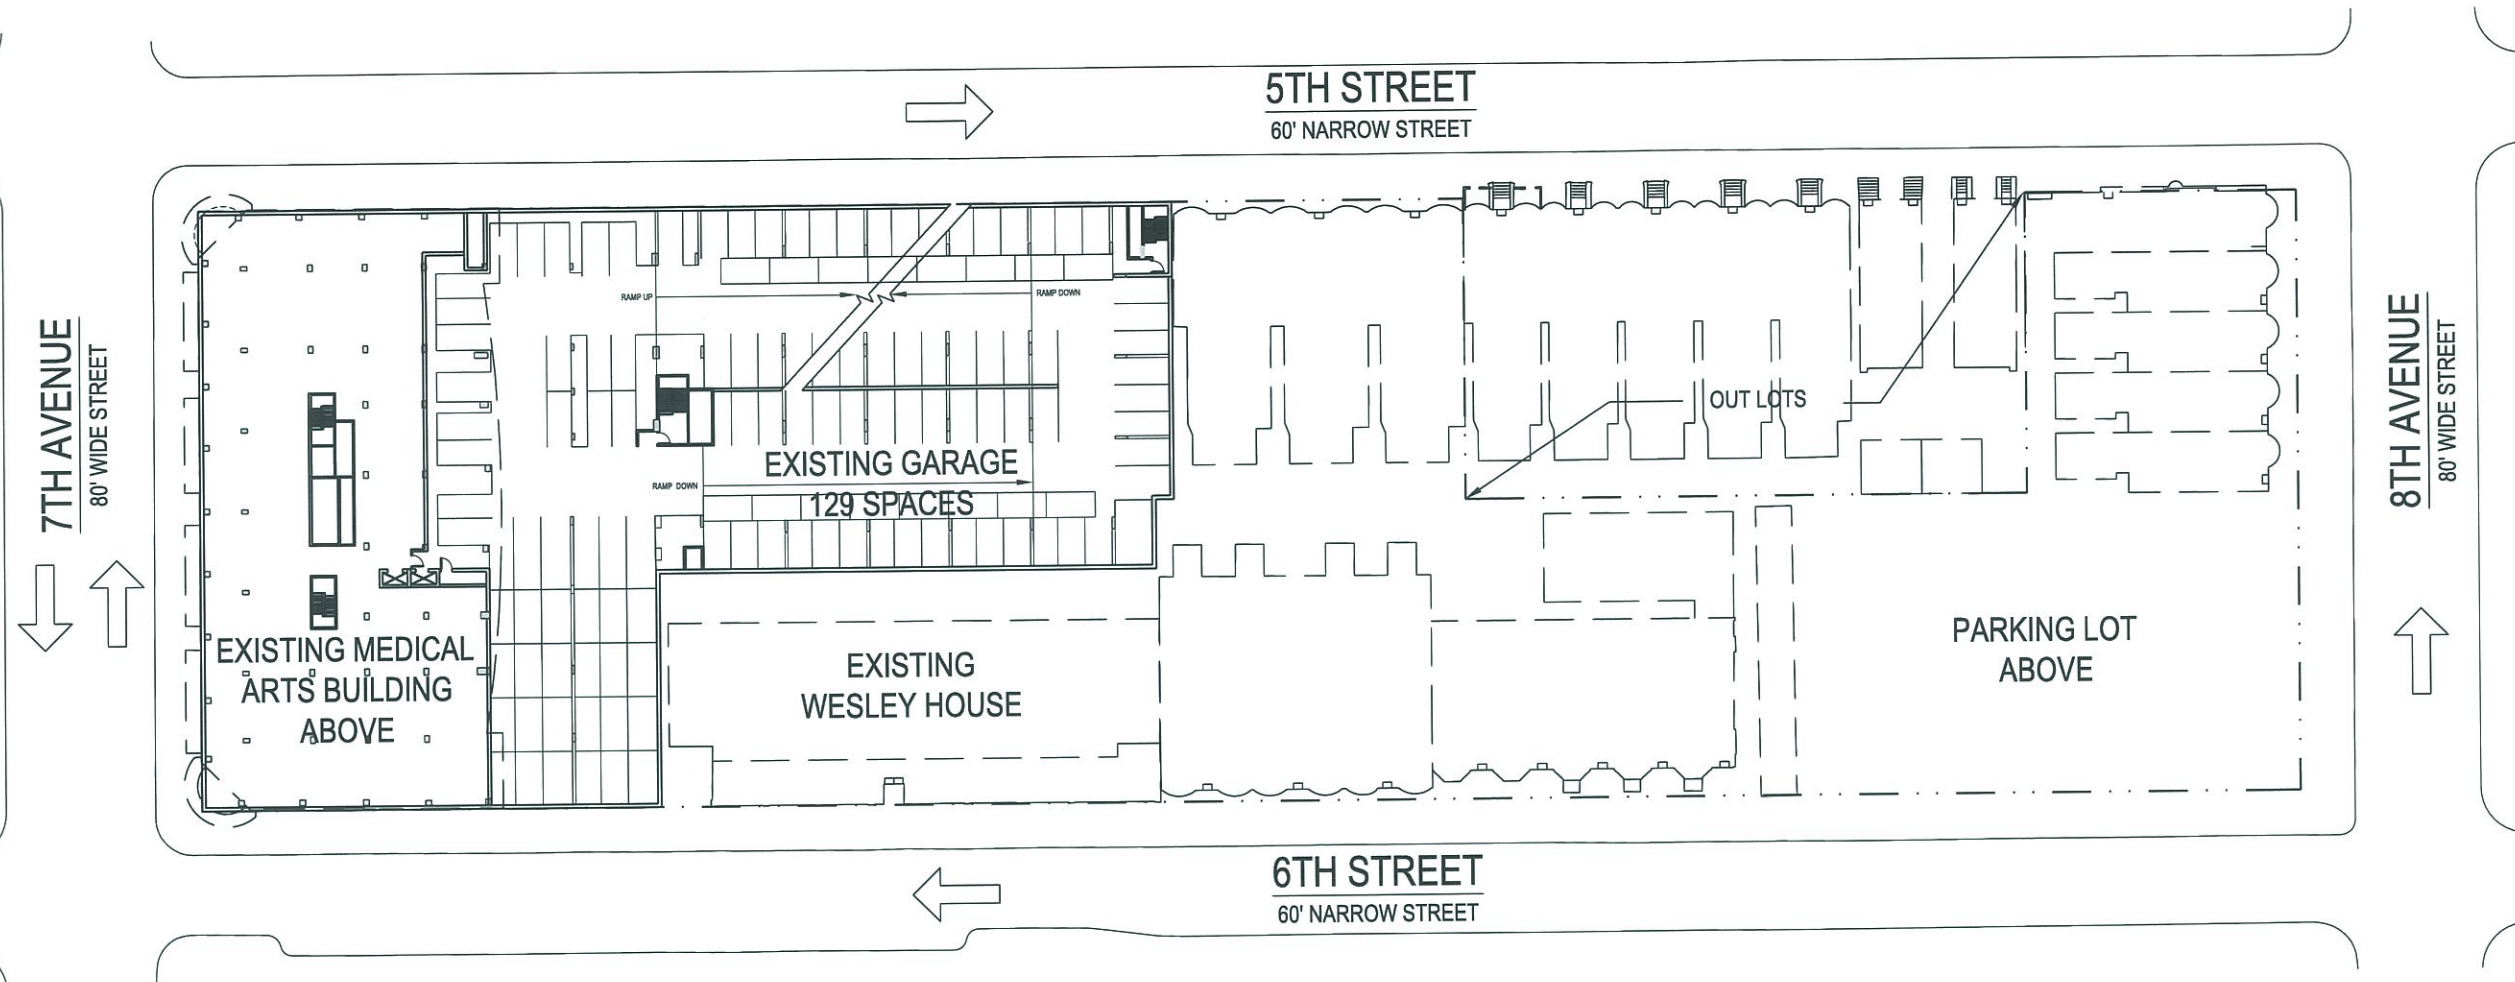 5TH STREET
60' NARROW STREET
7TH AVENUE
80' WIDE STREET
RAMP UP
RAMP DOWN
OUT LOTS
EXISTING GARAGE
129 SPACES
RAMP DOWN
EXISTING MEDICAL
ARTS BUILDING
ABOVE
EXISTING
WESLEY HOUSE
PARKING LOT
ABOVE
8TH AVENUE
80' WIDE STREET
6TH STREET
60' NARROW STREET